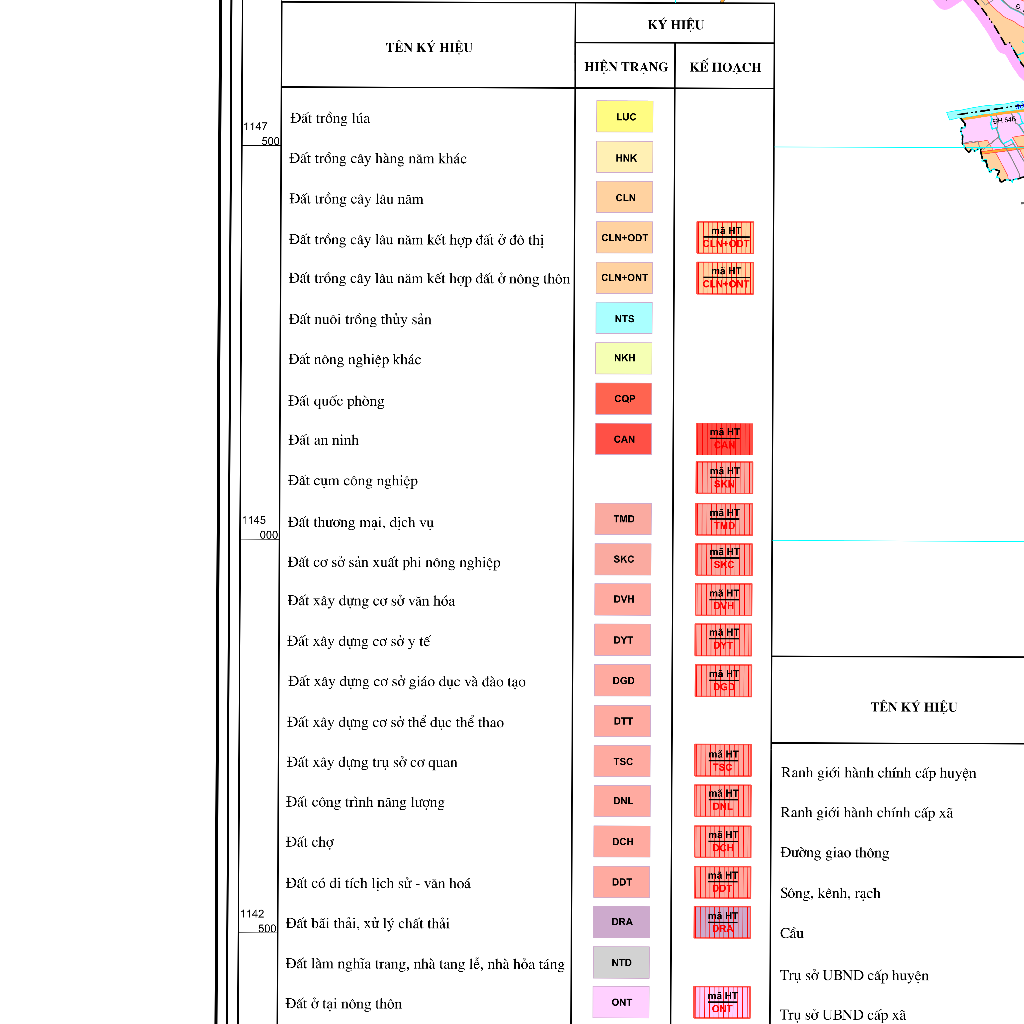 TÊN KÝ HIỆU
KÝ HIỆU
HIỆN TRẠNG
KẾ HOẠCH
Đất trồng lúa
LUC
1147
500
Đất trồng cây hàng năm khác
HNK
Đất trồng cây lâu năm
CLN
Đất trồng cây lâu năm kết hợp đất ở đô thị
CLN+ODT
mã HT
CLN+ODT
Đất trồng cây lâu năm kết hợp đất ở nông thôn
CLN+ONT
mã HT
CLN+ONT
Đất nuôi trồng thủy sản
NTS
Đất nông nghiệp khác
NKH
Đất quốc phòng
CQP
Đất an ninh
CAN
mã HT
CAN
Đất cụm công nghiệp
mã HT
SKN
1145
000
Đất thương mại, dịch vụ
TMD
mã HT
TMD
Đất cơ sở sản xuất phi nông nghiệp
SKC
mã HT
SKC
Đất xây dựng cơ sở văn hóa
DVH
mã HT
DVH
Đất xây dựng cơ sở y tế
DYT
mã HT
DYT
Đất xây dựng cơ sở giáo dục và đào tạo
DGD
mã HT
DGD
Đất xây dựng cơ sở thể dục thể thao
DTT
Đất xây dựng trụ sở cơ quan
TSC
mã HT
TSC
Đất công trình năng lượng
DNL
mã HT
DNL
Đất chợ
DCH
mã HT
DCH
Đất có di tích lịch sử - văn hoá
DDT
mã HT
DDT
1142
500
Đất bãi thải, xử lý chất thải
DRA
mã HT
DRA
Đất làm nghĩa trang, nhà tang lễ, nhà hỏa táng
NTD
Đất ở tại nông thôn
ONT
mã HT
ONT
TÊN KÝ HIỆU
Ranh giới hành chính cấp huyện
Ranh giới hành chính cấp xã
Đường giao thông
Sông, kênh, rạch
Cầu
Trụ sở UBND cấp huyện
Trụ sở UBND cấp xã